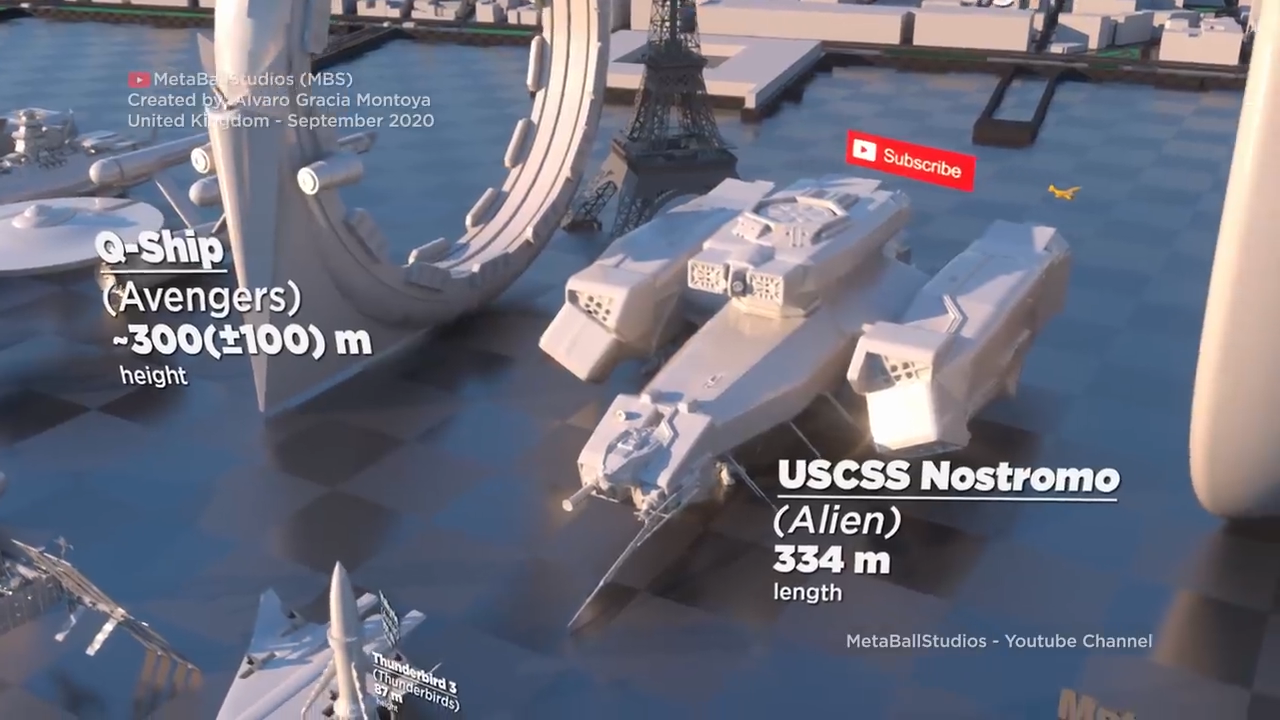 MetaBallStudios (MBS)
Created by: Alvaro Gracia Montoya
United Kingdom - September 2020
Subscribe
Q-Ship
(Avengers)
~300(±100) m
height
USCSS Nostromo
(Alien)
334 m
length
MetaBallStudios - Youtube Channel
Thunderbird 3
(Thunderbirds)
87 m
height